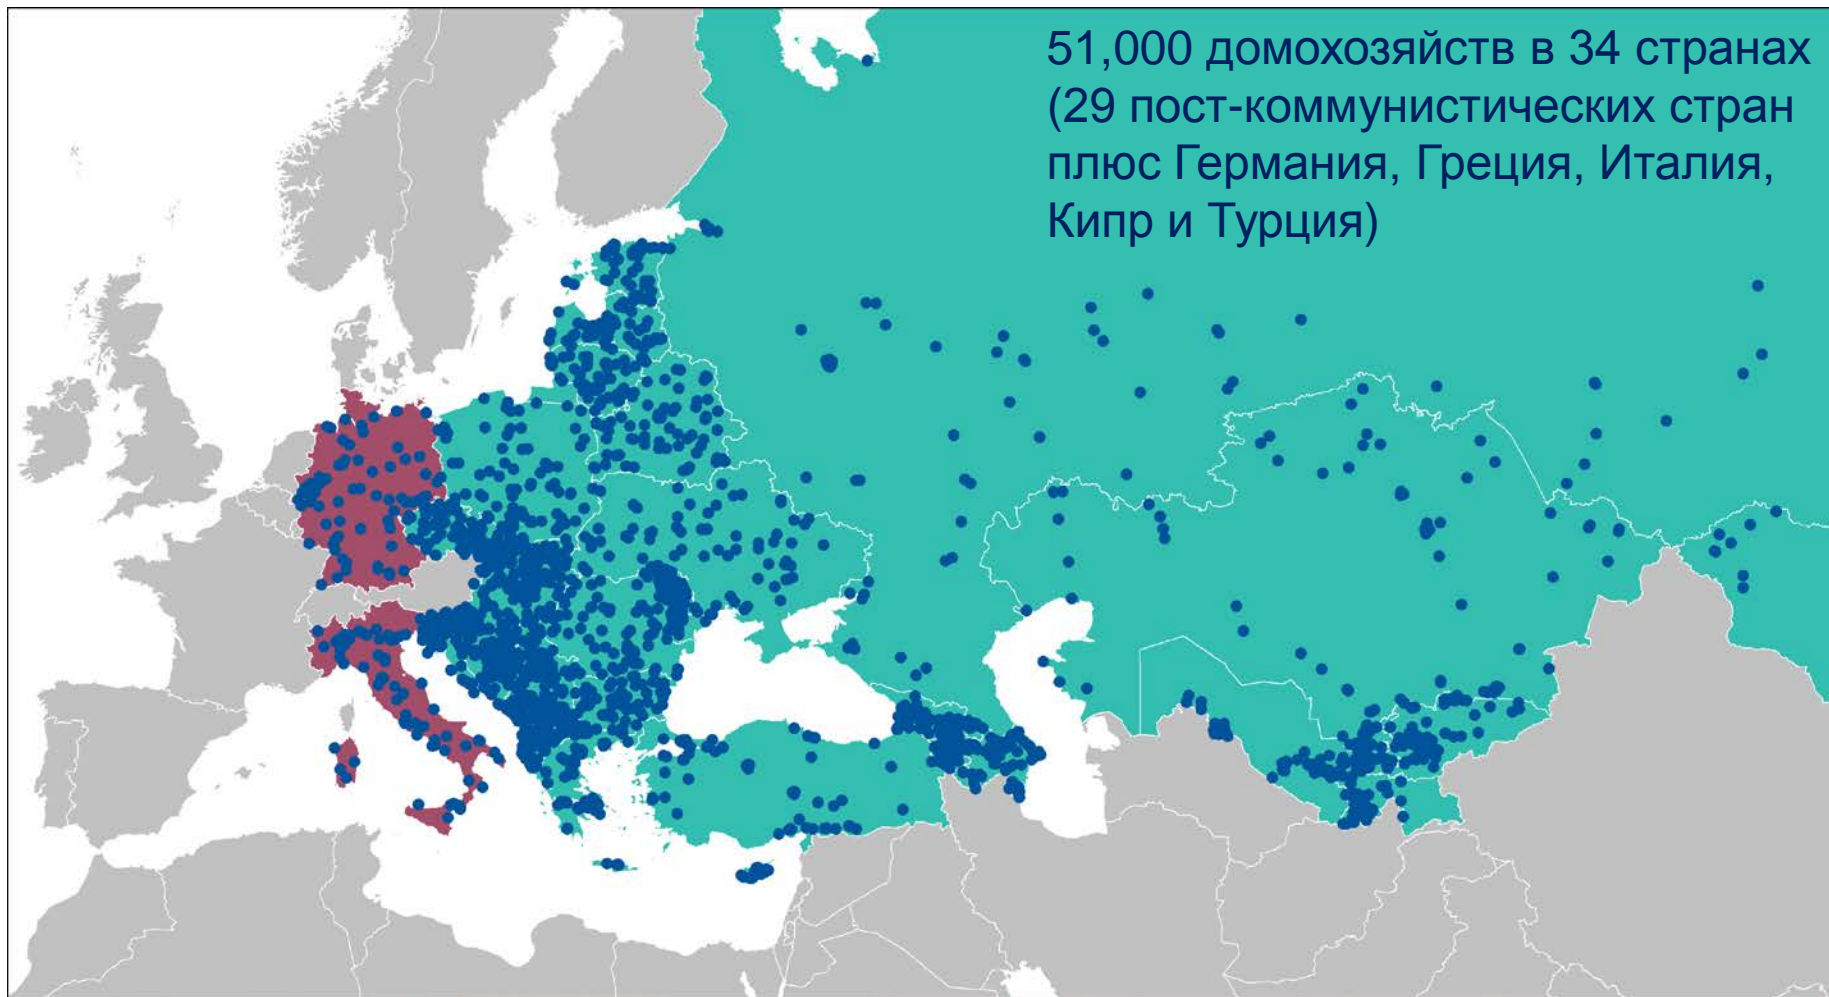 51,000 домохозяйств в 34 странах
(29 пост-коммунистических стран
плюс Германия, Греция, Италия,
Кипр и Турция)